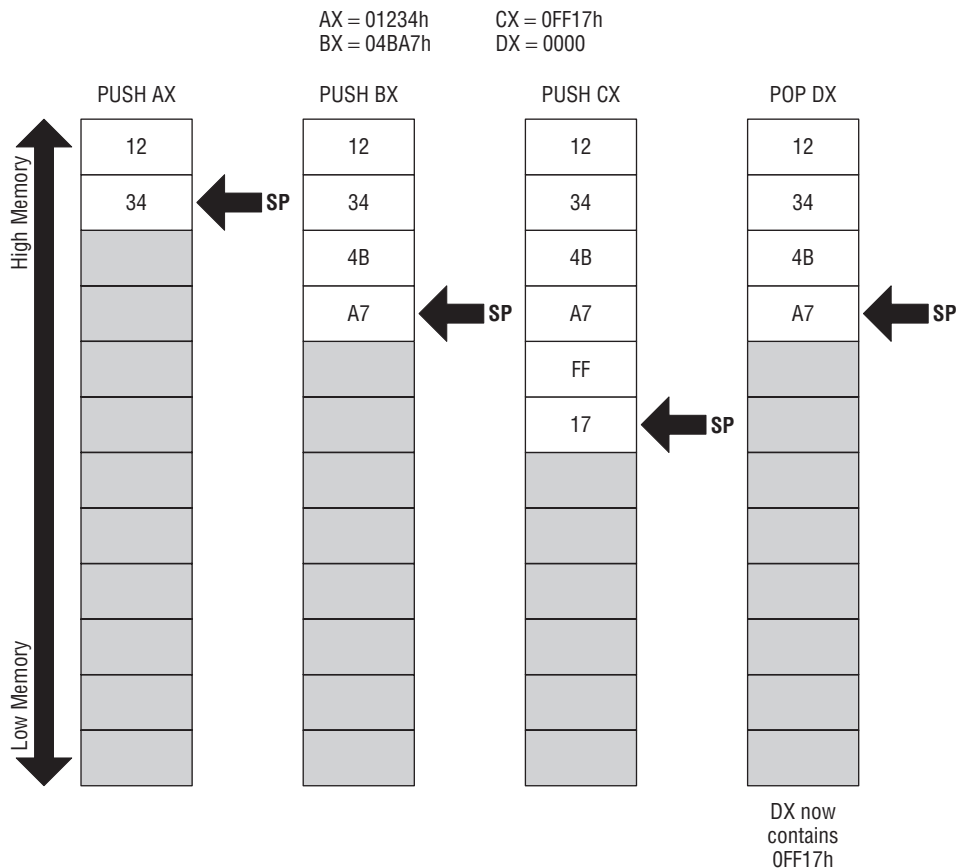 AX = 01234h CX = 0FF17h
BX = 04BA7h DX = 0000
PUSH AX PUSH BX PUSH CX POP DX
High Memory
Low Memory
12 12 12 12
34 SP 34 34 34
4B 4B 4B
A7 SP A7 A7 SP
FF
17 SP
DX now
contains
0FF17h